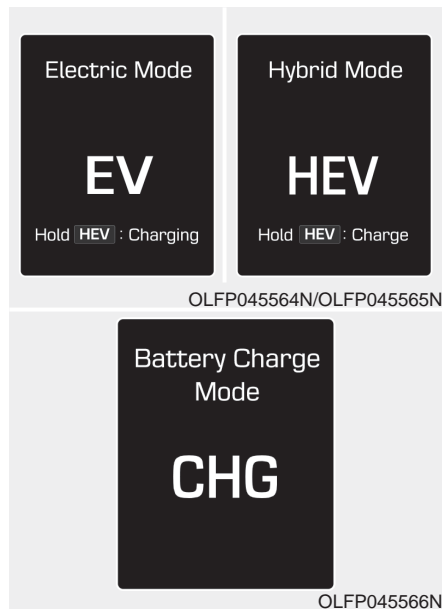 Electric Mode
EV
Hold HEV : Charging
Hybrid Mode
HEV
Hold HEV : Charge
OLFP045564N/OLFP045565N
Battery Charge
Mode
CHG
OLFP045566N